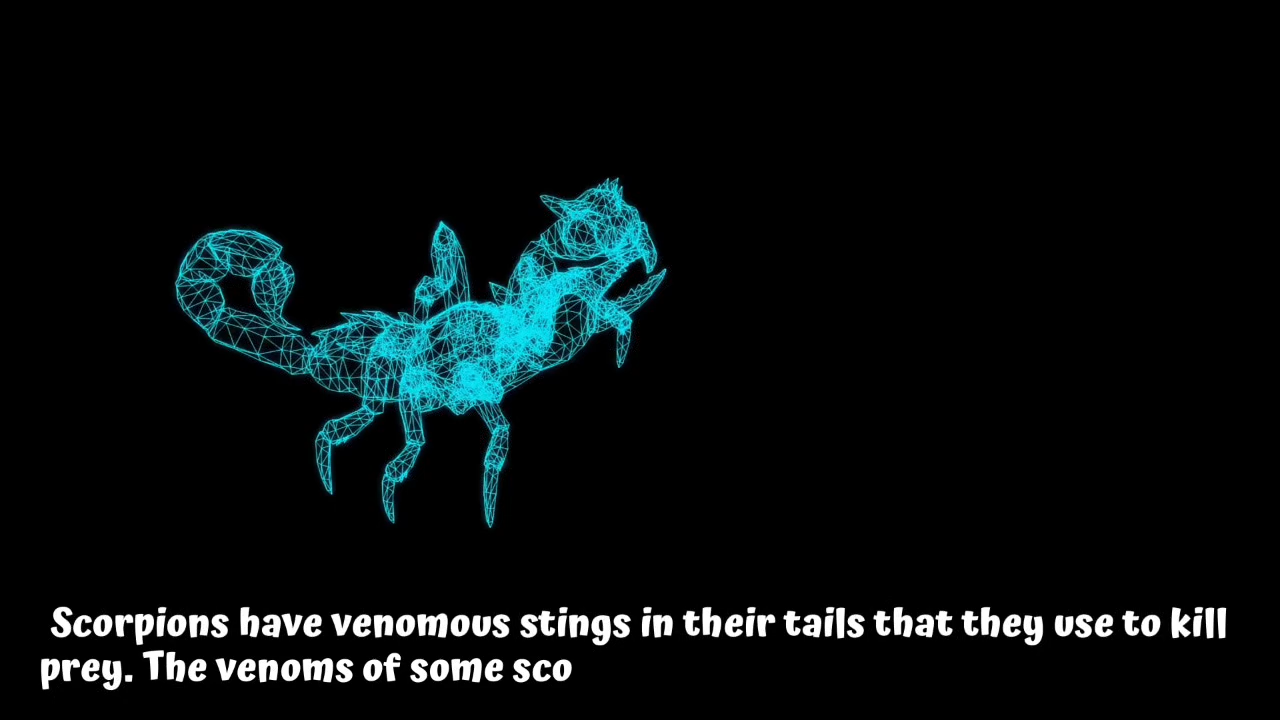 Scorpions have venomous stings in their tails that they use to kill
prey. The venoms of some sco